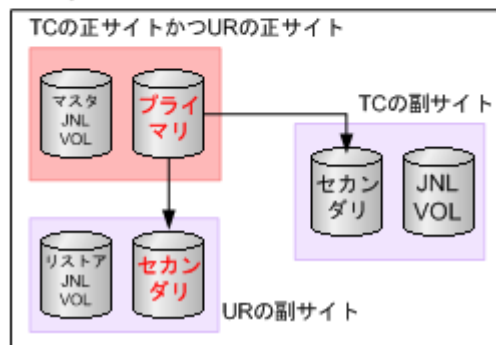 TCの正サイトかつURの正サイト
マスタ
JNL
VOL
プライ
マリ
TCの副サイト
セカン
ダリ
JNL
VOL
リストア
JNL
VOL
セカン
ダリ
URの副サイト